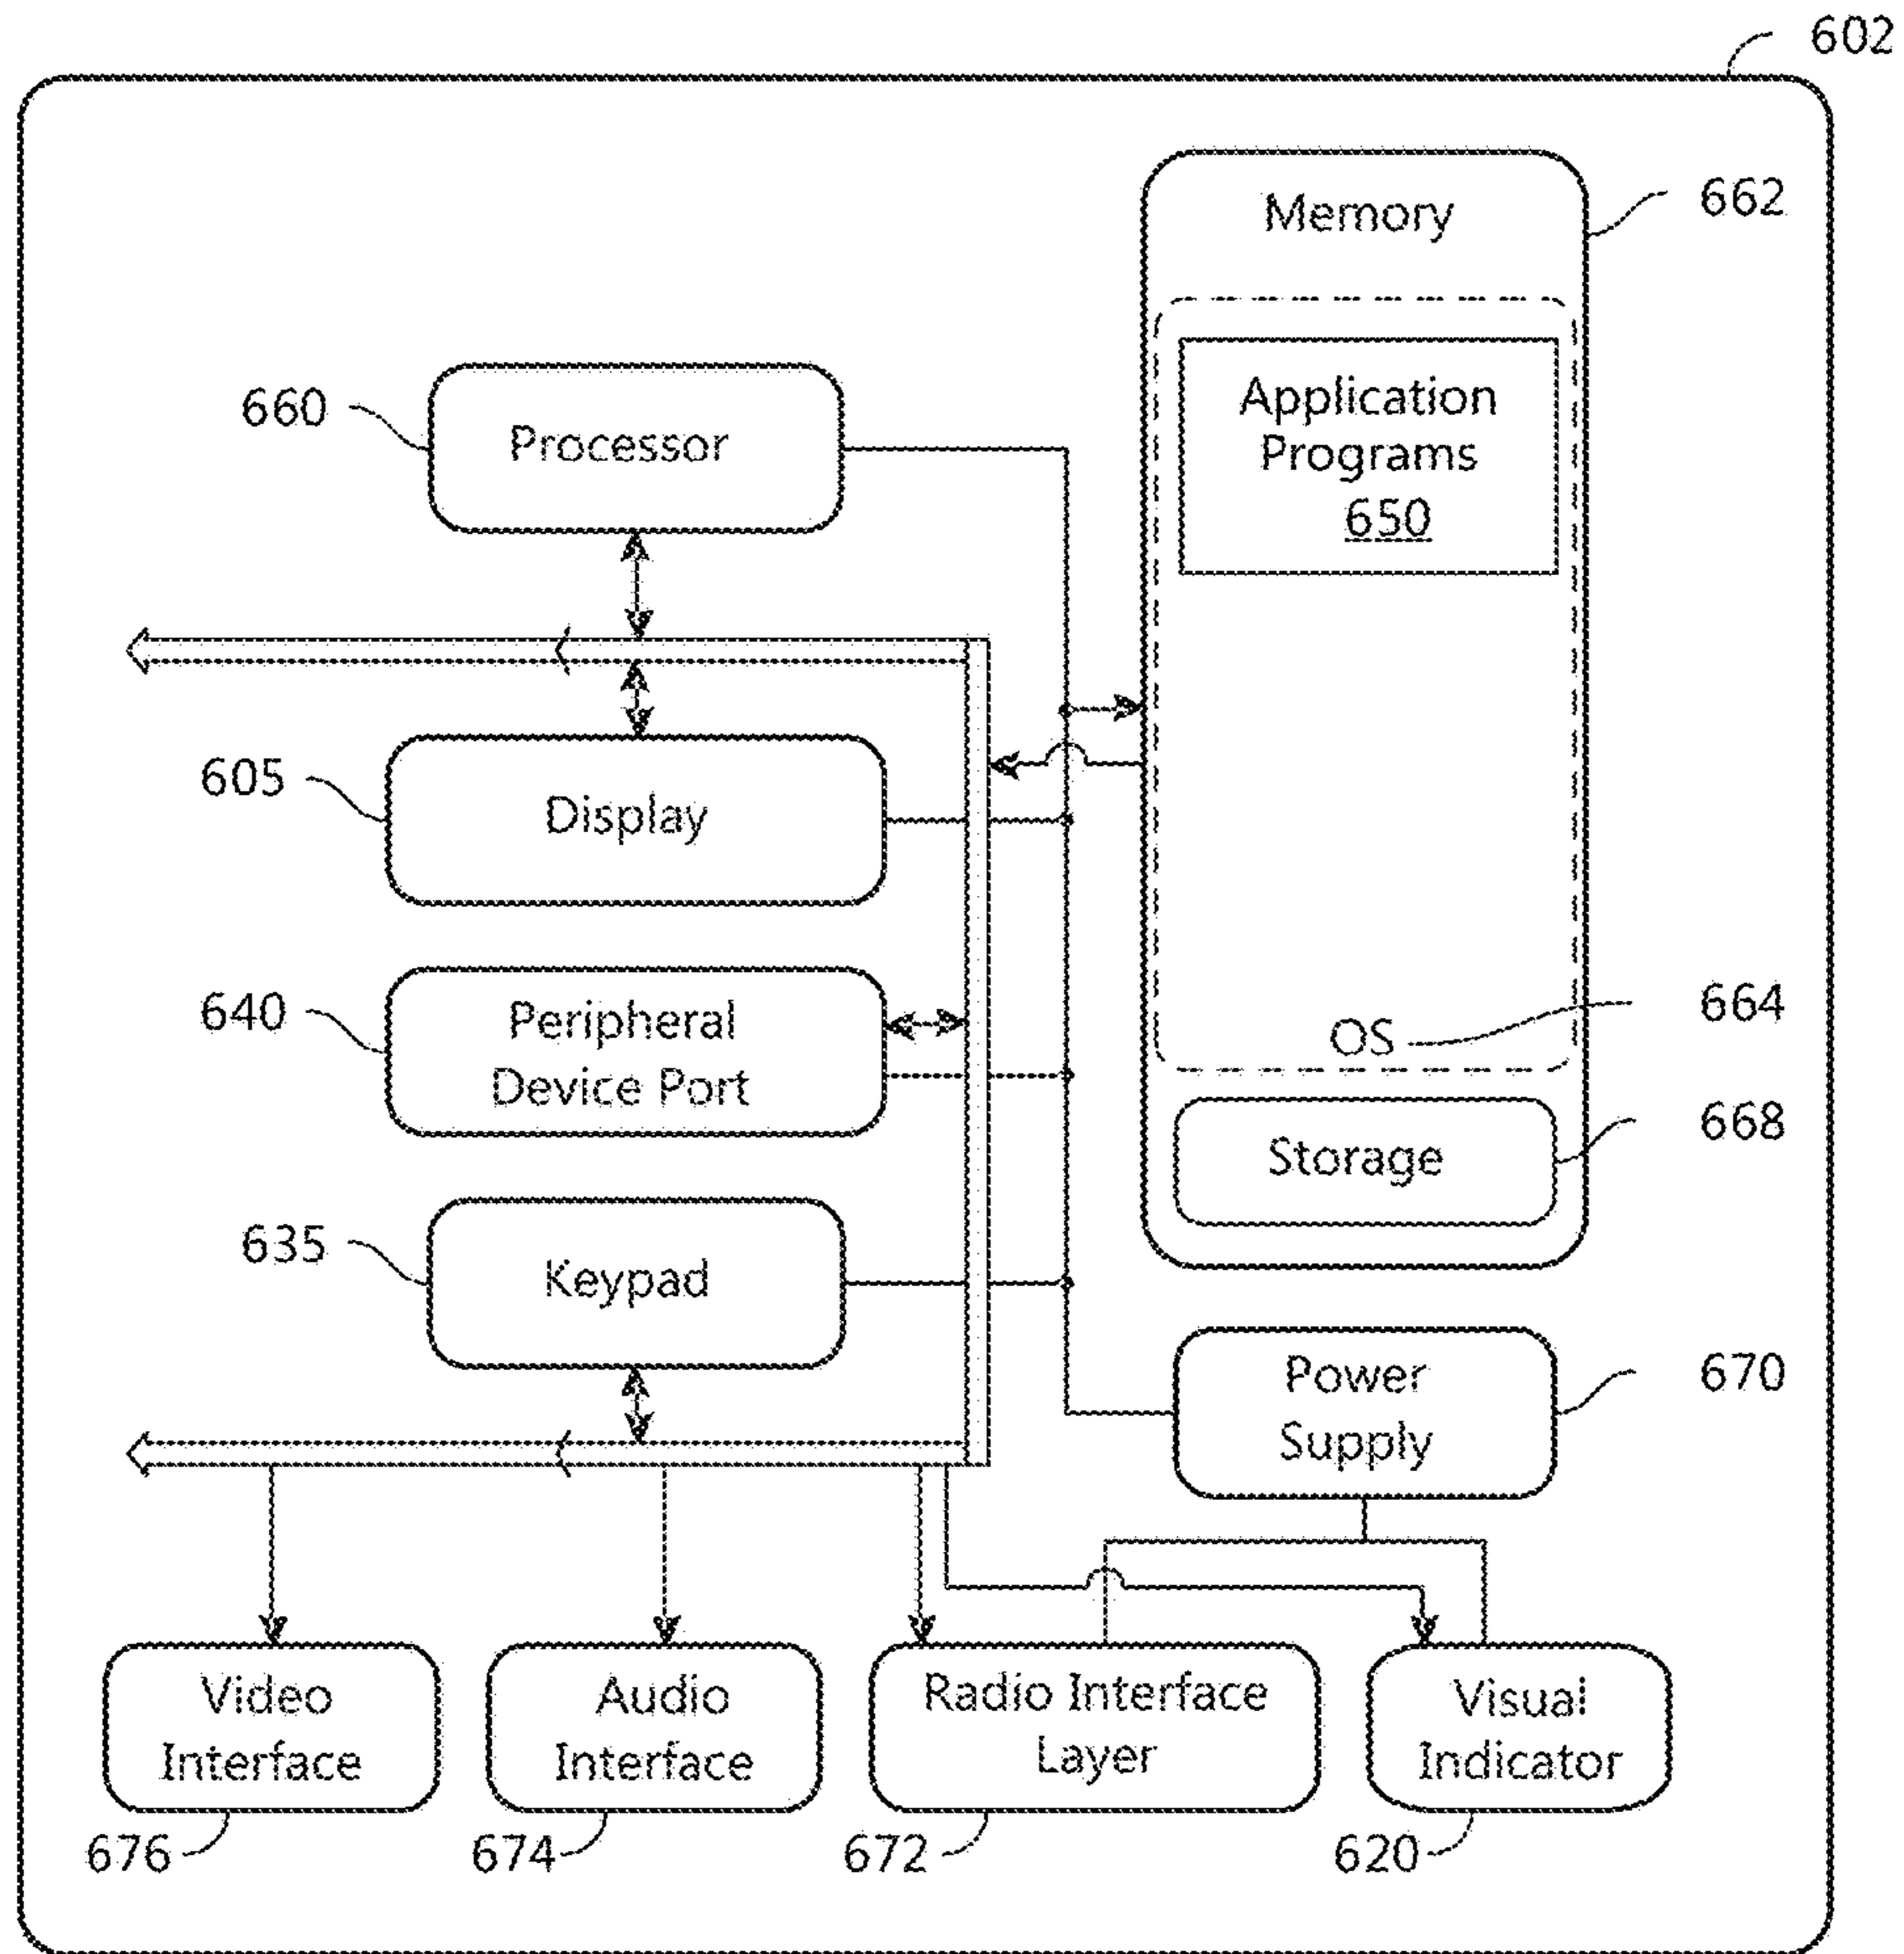 602
Memory
662
Application
Programs
650
660
Processor
605
Display
640
Peripheral
Device Port
OS
664
Storage
668
635
Keypad
Power
Supply
670
Video
Interface
Audio
Interface
Radio Interface
Layer
Visual
Indicator
676
674
672
620